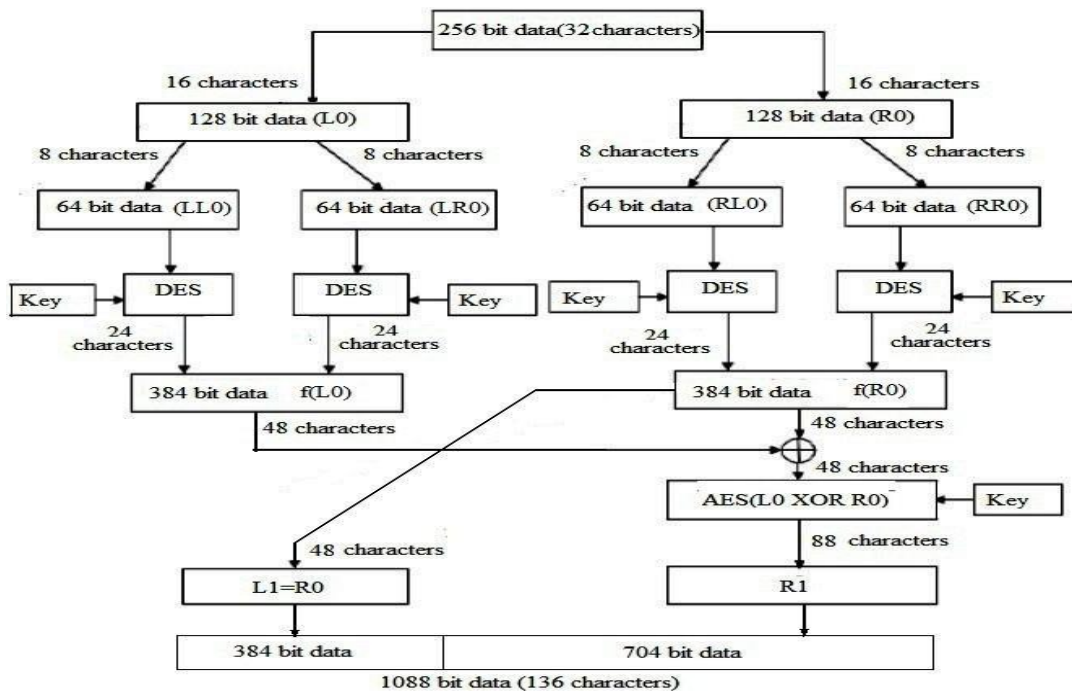 256 bit data(32characters)
16 characters
16 characters
128 bit data (L0)
128 bit data (R0)
8 characters
8 characters
8 characters
8 characters
64 bit data (LL0)
64 bit data (LR0)
64 bit data (RL0)
64 bit data (RR0)
Key
DES
DES
Key
Key
DES
DES
Key
24
characters
24
characters
24
characters
24
characters
384 bit data f(L0)
384 bit data f(R0)
48 characters
48 characters
48 characters
AES(L0 XOR R0)
Key
48 characters
88 characters
L1=R0
R1
384 bit data
704 bit data
1088 bit data (136 characters)